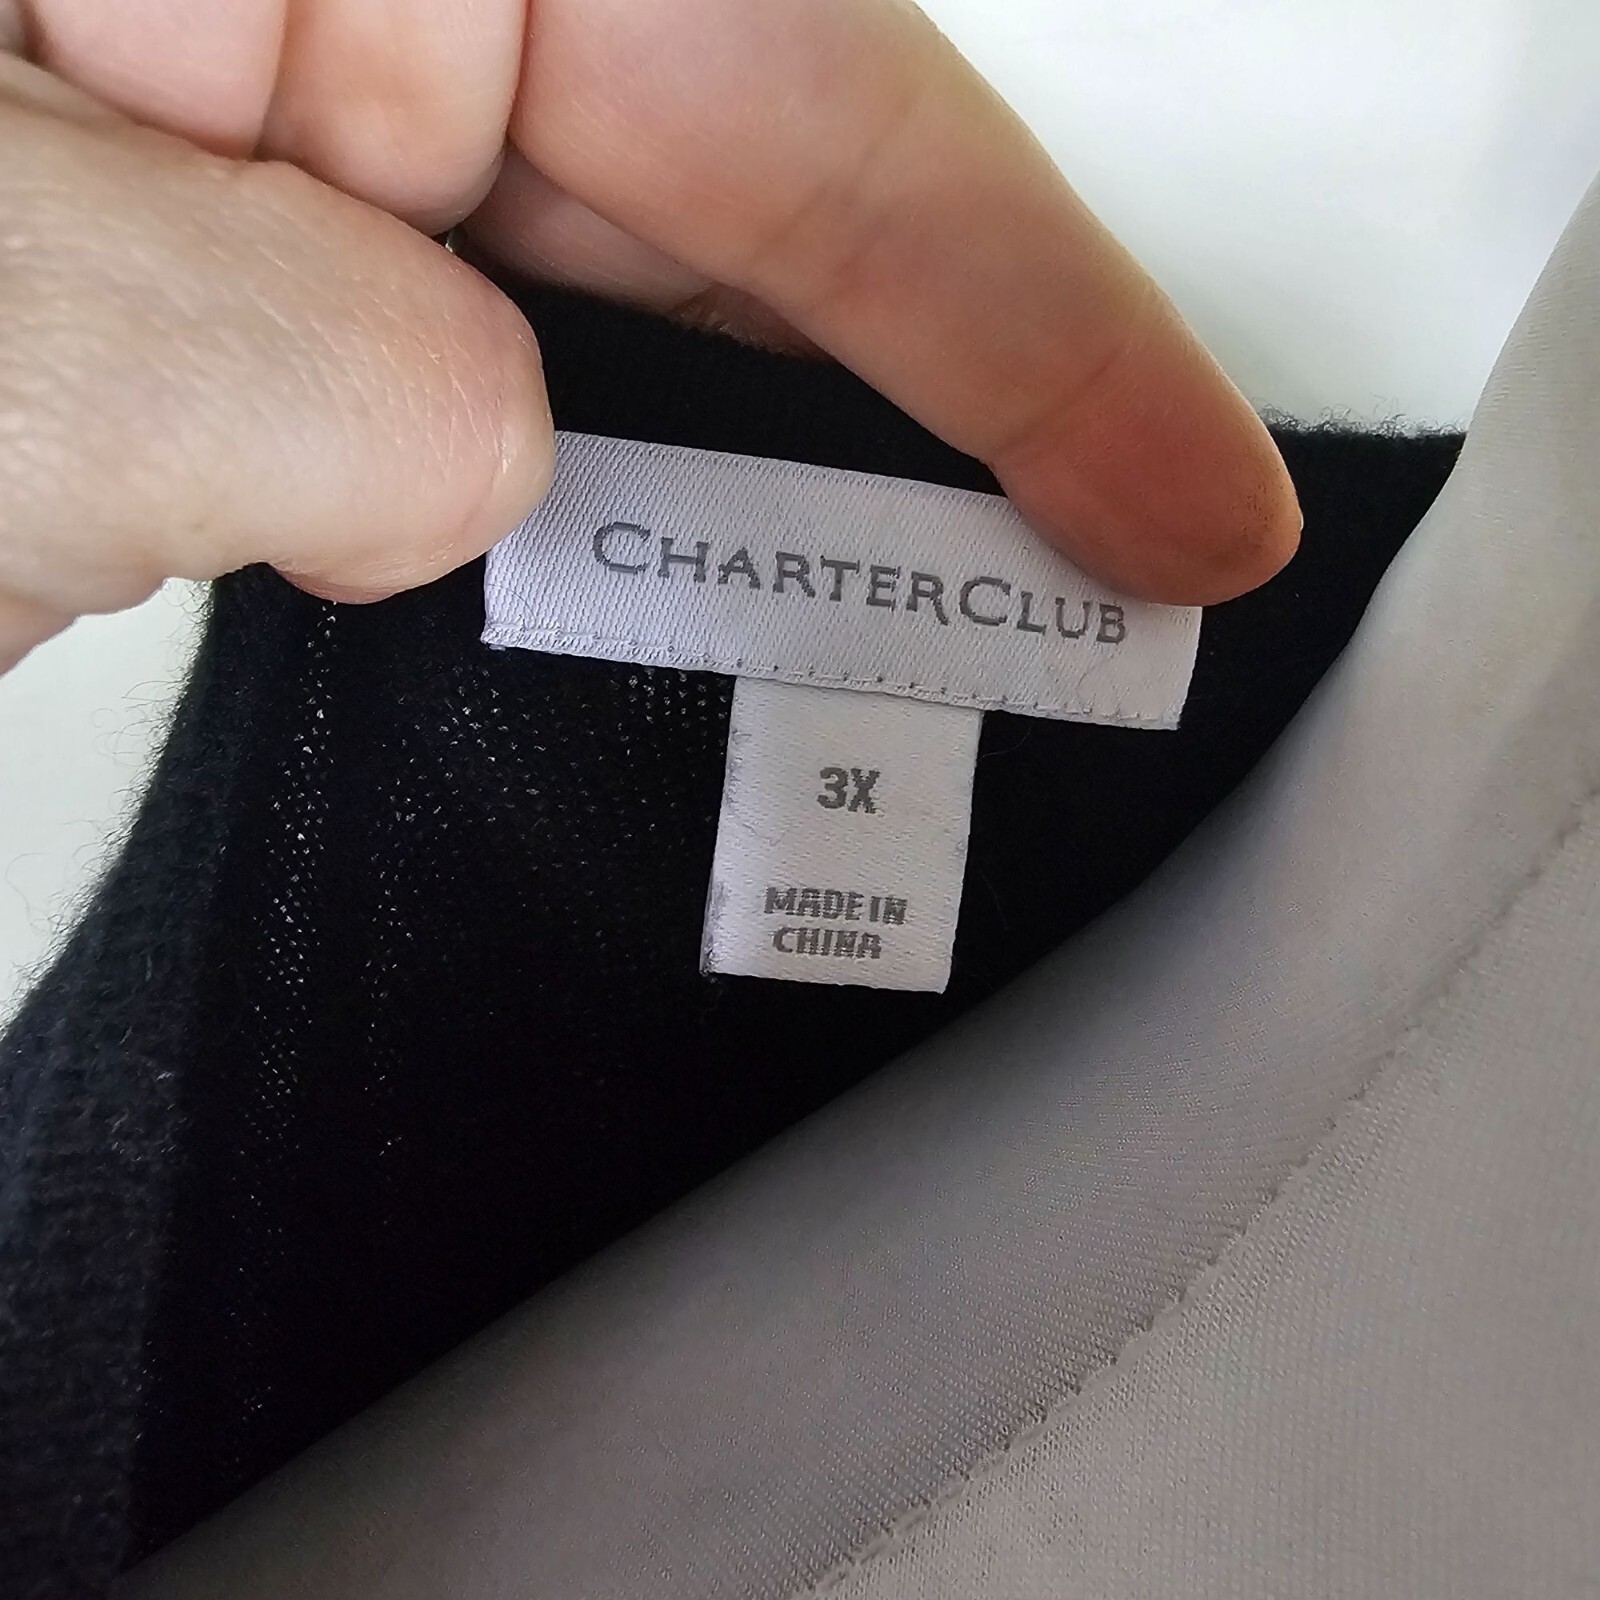 CHARTERCLUB
3X
MADE IN
CHINA